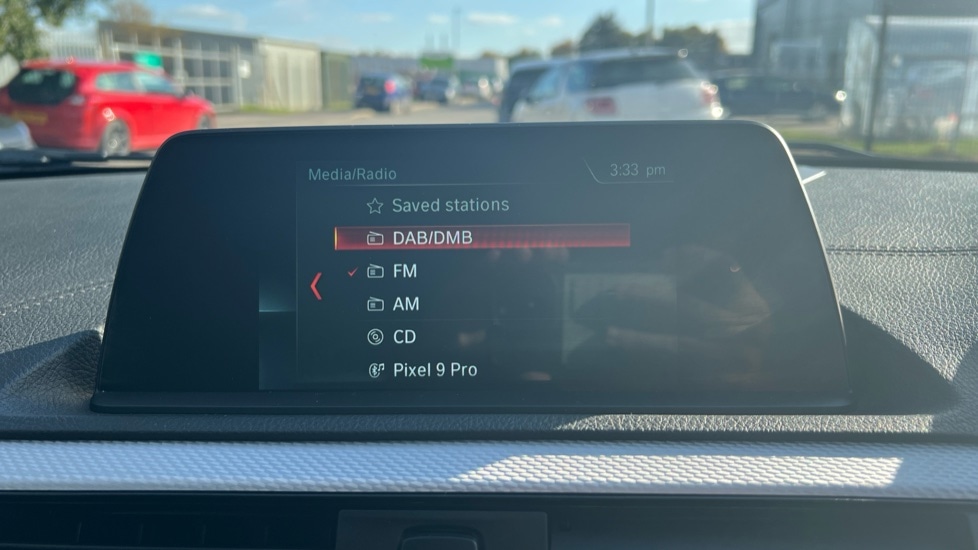 Media/Radio
3:33 pm
Saved stations
DAB/DMB
FM
AM
CD
Pixel 9 Pro